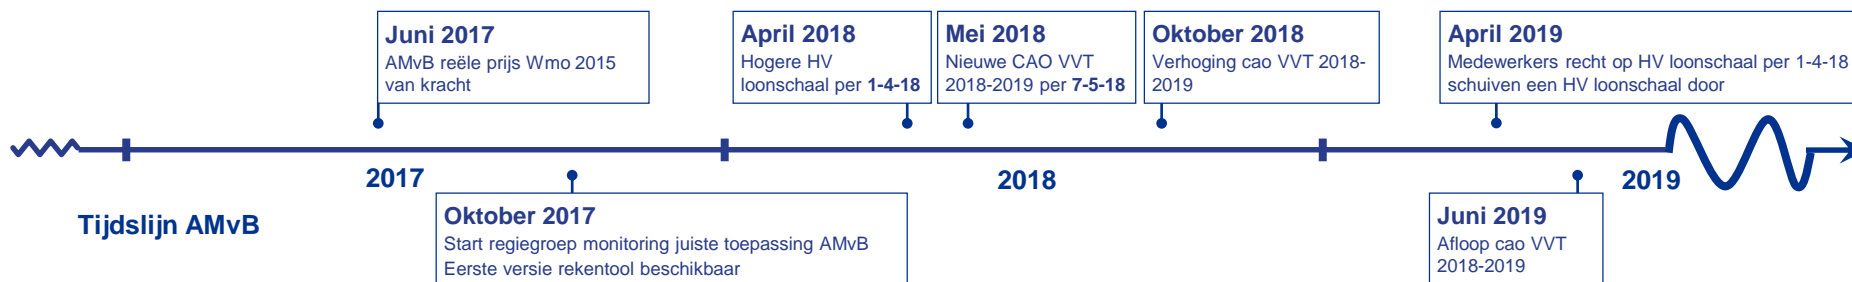 Juni 2017
AMvB reële prijs Wmo 2015
van kracht
April 2018
Hogere HV
loonschaal per 1-4-18
Mei 2018
Nieuwe CAO VVT
2018-2019 per 7-5-18
Oktober 2018
Verhoging cao VVT 2018-
2019
April 2019
Medewerkers recht op HV loonschaal per 1-4-18
schuiven een HV loonschaal door
2017
2018
2019
Tijdslijn AMvB
Oktober 2017
Start regiegroep monitoring juiste toepassing AMvB
Eerste versie rekentool beschikbaar
Juni 2019
Afloop cao VVT
2018-2019